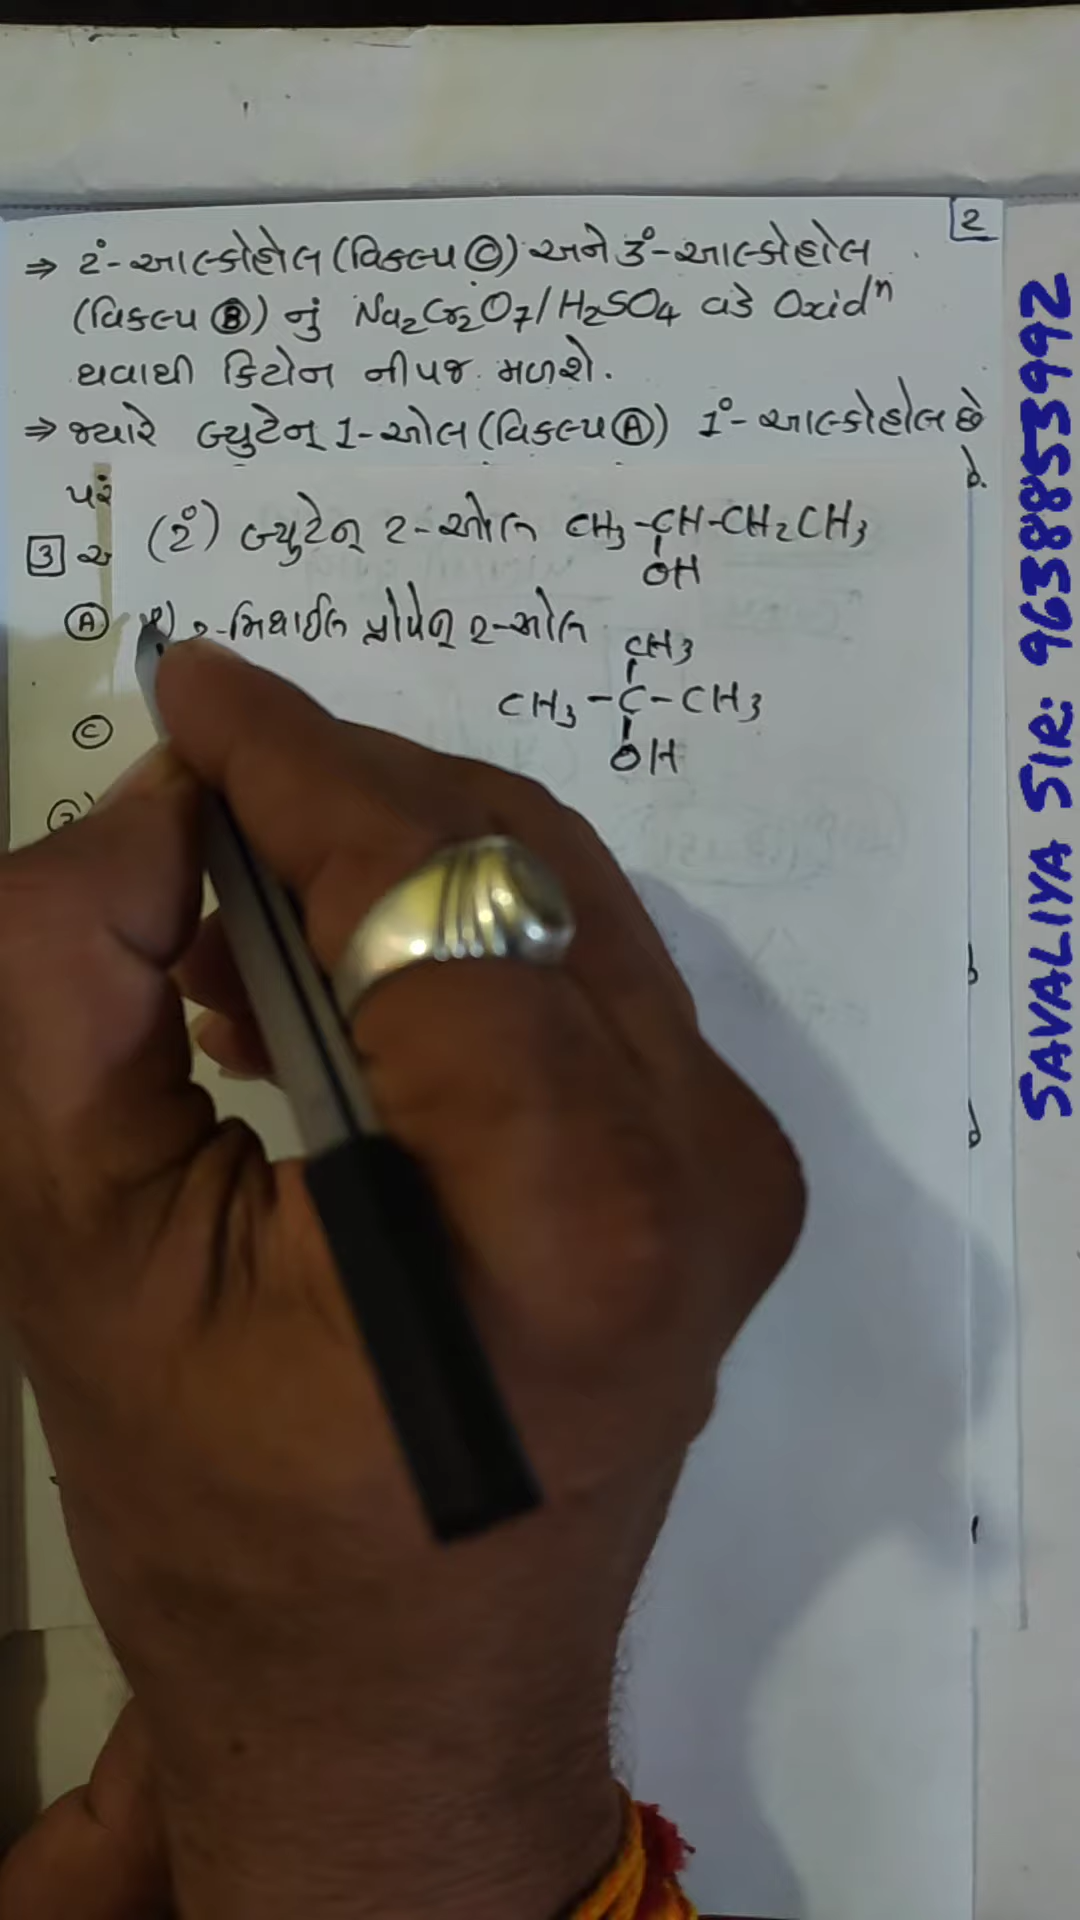 2
⇒ 2°-આલ્કોહોલ (વિકલ્પ Ⓒ) અને 3°-આલ્કોહોલ
(વિકલ્પ Ⓑ) નું Na₂Cr₂O₇/H₂SO₄ વડે Oxidⁿ
થવાથી કિટોન નીપજ મળશે.
⇒ જ્યારે બ્યુટેન્ 1-ઓલ (વિકલ્પ Ⓐ) 1°-આલ્કોહોલ છે
પરં
(2°) બ્યુટેન્ 2-ઓલ CH₃-CH-CH₂CH₃
OH
3
Ⓐ 2-મિથાઈલ પ્રોપેન્ 2-ઓલ
CH₃
CH₃-C-CH₃
Ⓒ
OH
SAVALIYA SIR: 9638853992